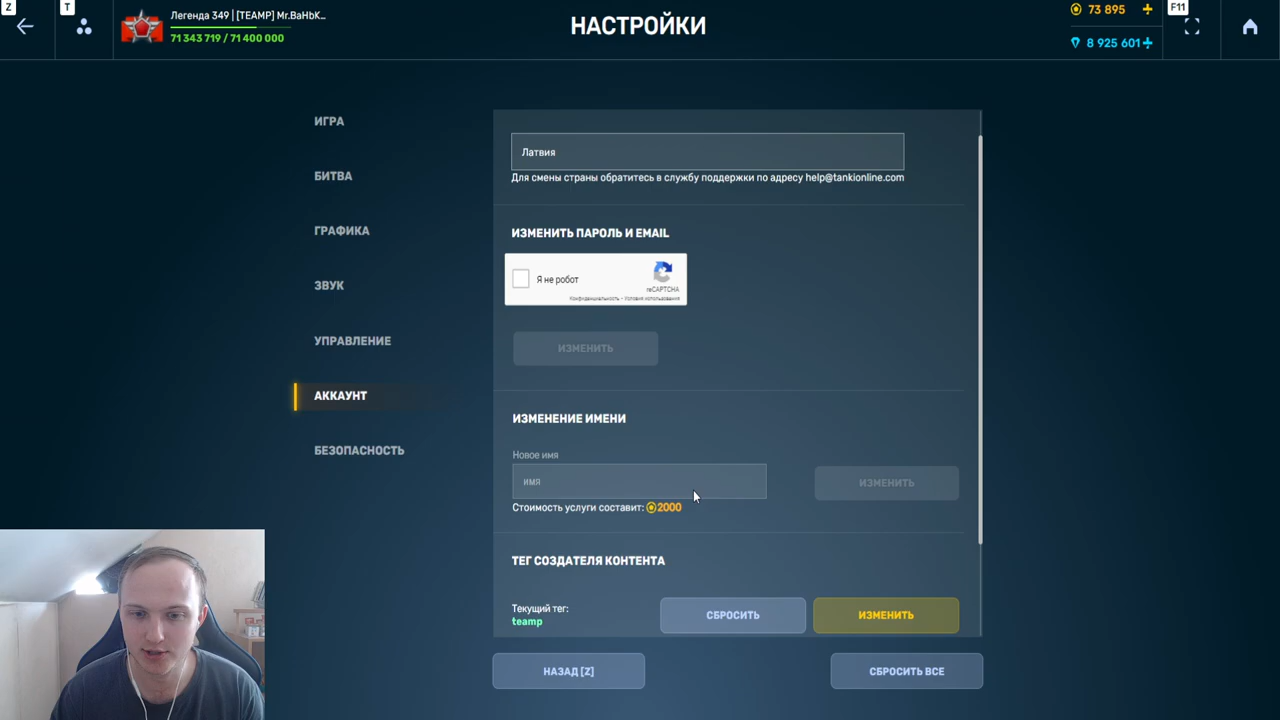 Z
T
Легенда 349 | [TEAMP] Mr.BaHbK...
71 343 719 / 71 400 000
НАСТРОЙКИ
73 895
8 925 601
F11
ИГРА
БИТВА
ГРАФИКА
ЗВУК
УПРАВЛЕНИЕ
АККАУНТ
БЕЗОПАСНОСТЬ
Латвия
Для смены страны обратитесь в службу поддержки по адресу help@tankionline.com
ИЗМЕНИТЬ ПАРОЛЬ И EMAIL
Я не робот
reCAPTCHA
Конфиденциальность - Условия использования
ИЗМЕНИТЬ
ИЗМЕНЕНИЕ ИМЕНИ
Новое имя
имя
ИЗМЕНИТЬ
Стоимость услуги составит: 2000
ТЕГ СОЗДАТЕЛЯ КОНТЕНТА
Текущий тег:
teamp
СБРОСИТЬ
ИЗМЕНИТЬ
НАЗАД [Z]
СБРОСИТЬ ВСЕ